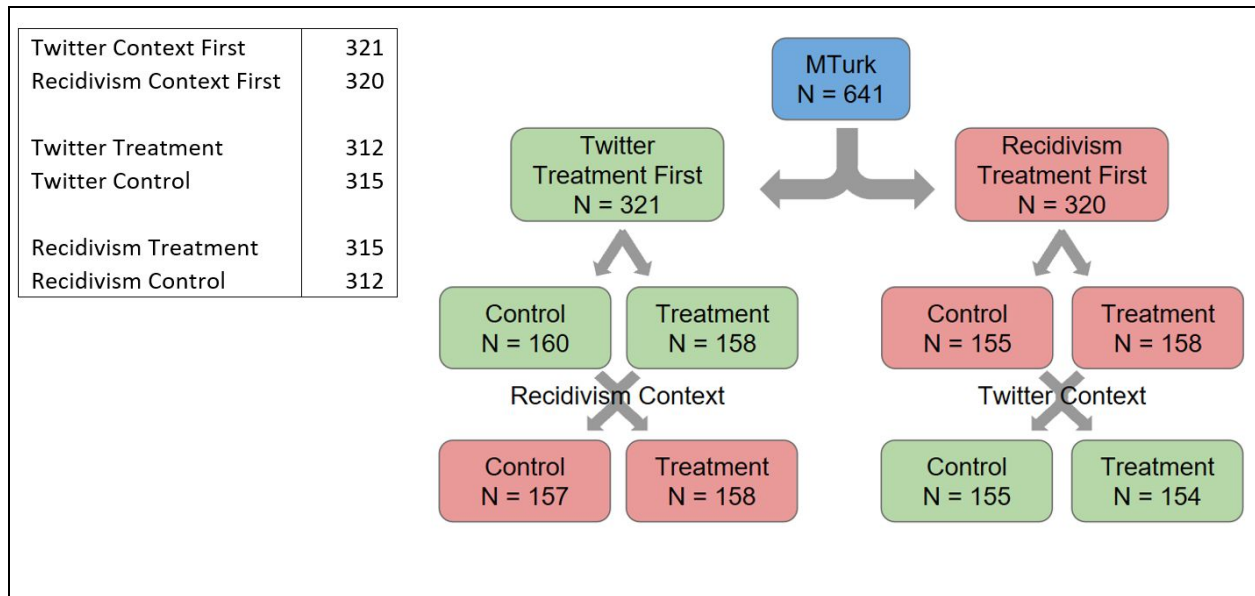 Twitter Context First 321
Recidivism Context First 320
Twitter Treatment 312
Twitter Control 315
Recidivism Treatment 315
Recidivism Control 312
MTurk
N = 641
Twitter
Treatment First
N = 321
Recidivism
Treatment First
N = 320
Control
N = 160
Treatment
N = 158
Control
N = 155
Treatment
N = 158
Recidivism Context
Twitter Context
Control
N = 157
Treatment
N = 158
Control
N = 155
Treatment
N = 154